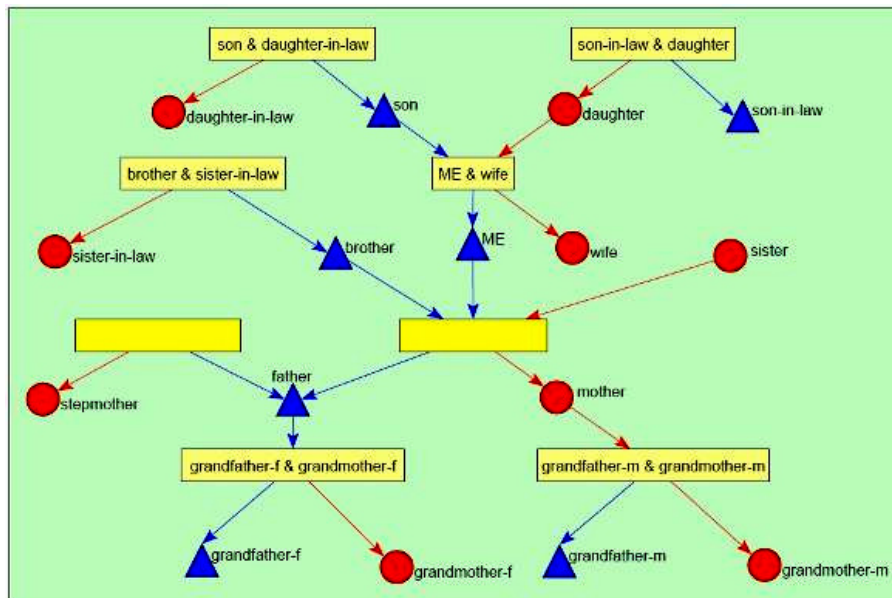 son & daughter-in-law
son-in-law & daughter
daughter-in-law
son
daughter
son-in-law
brother & sister-in-law
ME & wife
sister-in-law
brother
ME
wife
sister
father
stepmother
mother
grandfather-f & grandmother-f
grandfather-m & grandmother-m
grandfather-f
grandmother-f
grandfather-m
grandmother-m